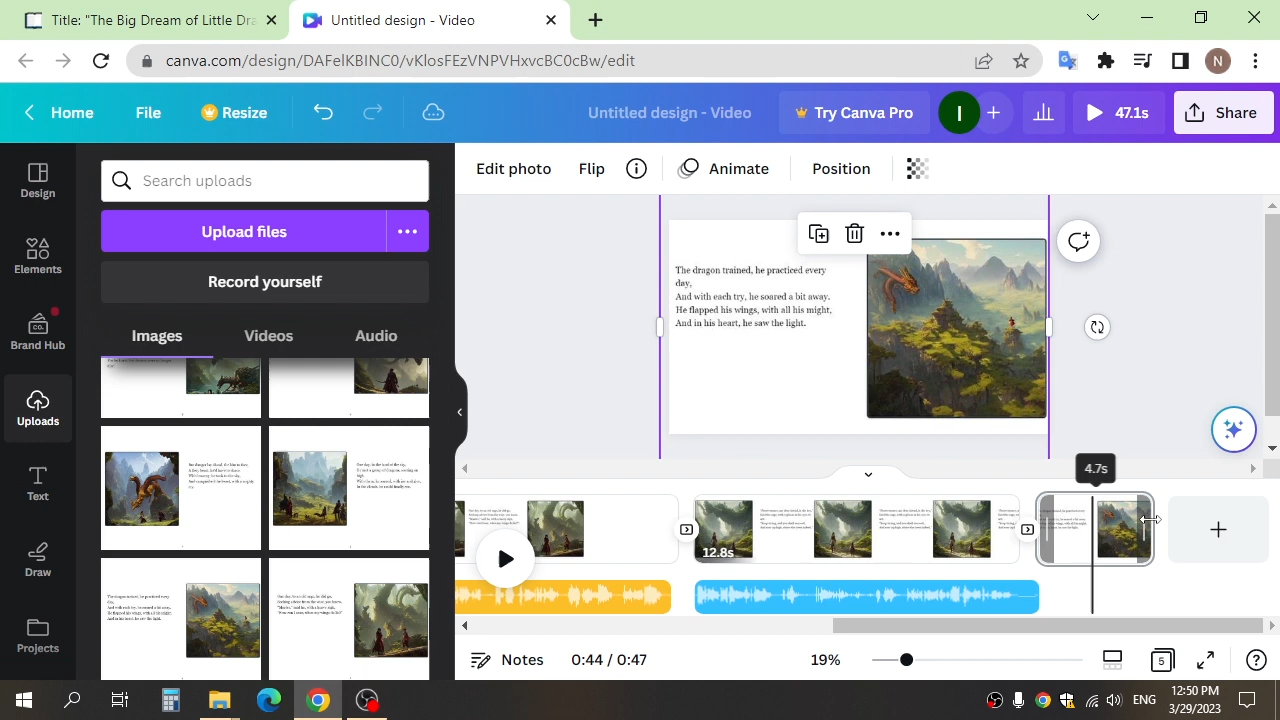 Title: "The Big Dream of Little Dra
Untitled design - Video
canva.com/design/DAFelKBINC0/vKlo=FEzVNPVHxvcBC0cBw/edit
N
Home
File
Resize
Untitled design - Video
Try Canva Pro
I
47.1s
Share
Design
Elements
CO.
Brand Hub
Uploads
Text
Draw
Projects
Search uploads
Upload files
Record yourself
Images
Videos
Audio
Edit photo
Flip
Animate
Position
The dragon trained, he practiced every
day,
And with each try, he soared a bit away.
He flapped his wings, with all his might,
And in his heart, he saw the light.
4.7s
12.8s
Notes
0:44 / 0:47
19%
5
ENG
12:50 PM
3/29/2023